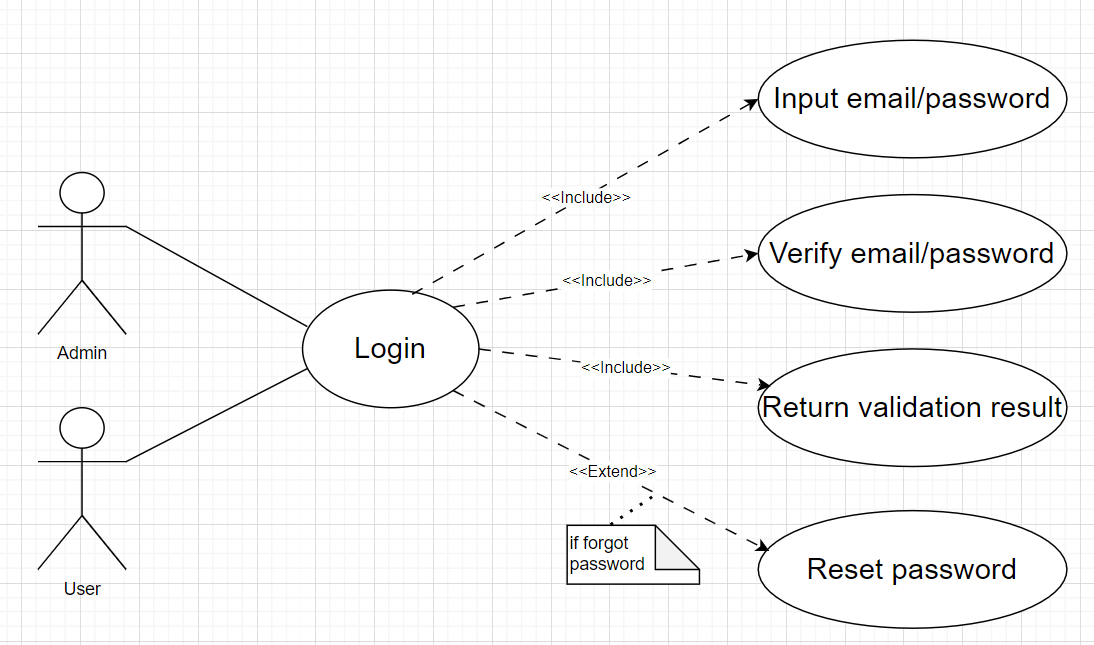 Input email/password
<<Include>>
Verify email/password
<<Include>>
Admin
Login
<<Include>>
Return validation result
<<Extend>>
if forgot
password
Reset password
User